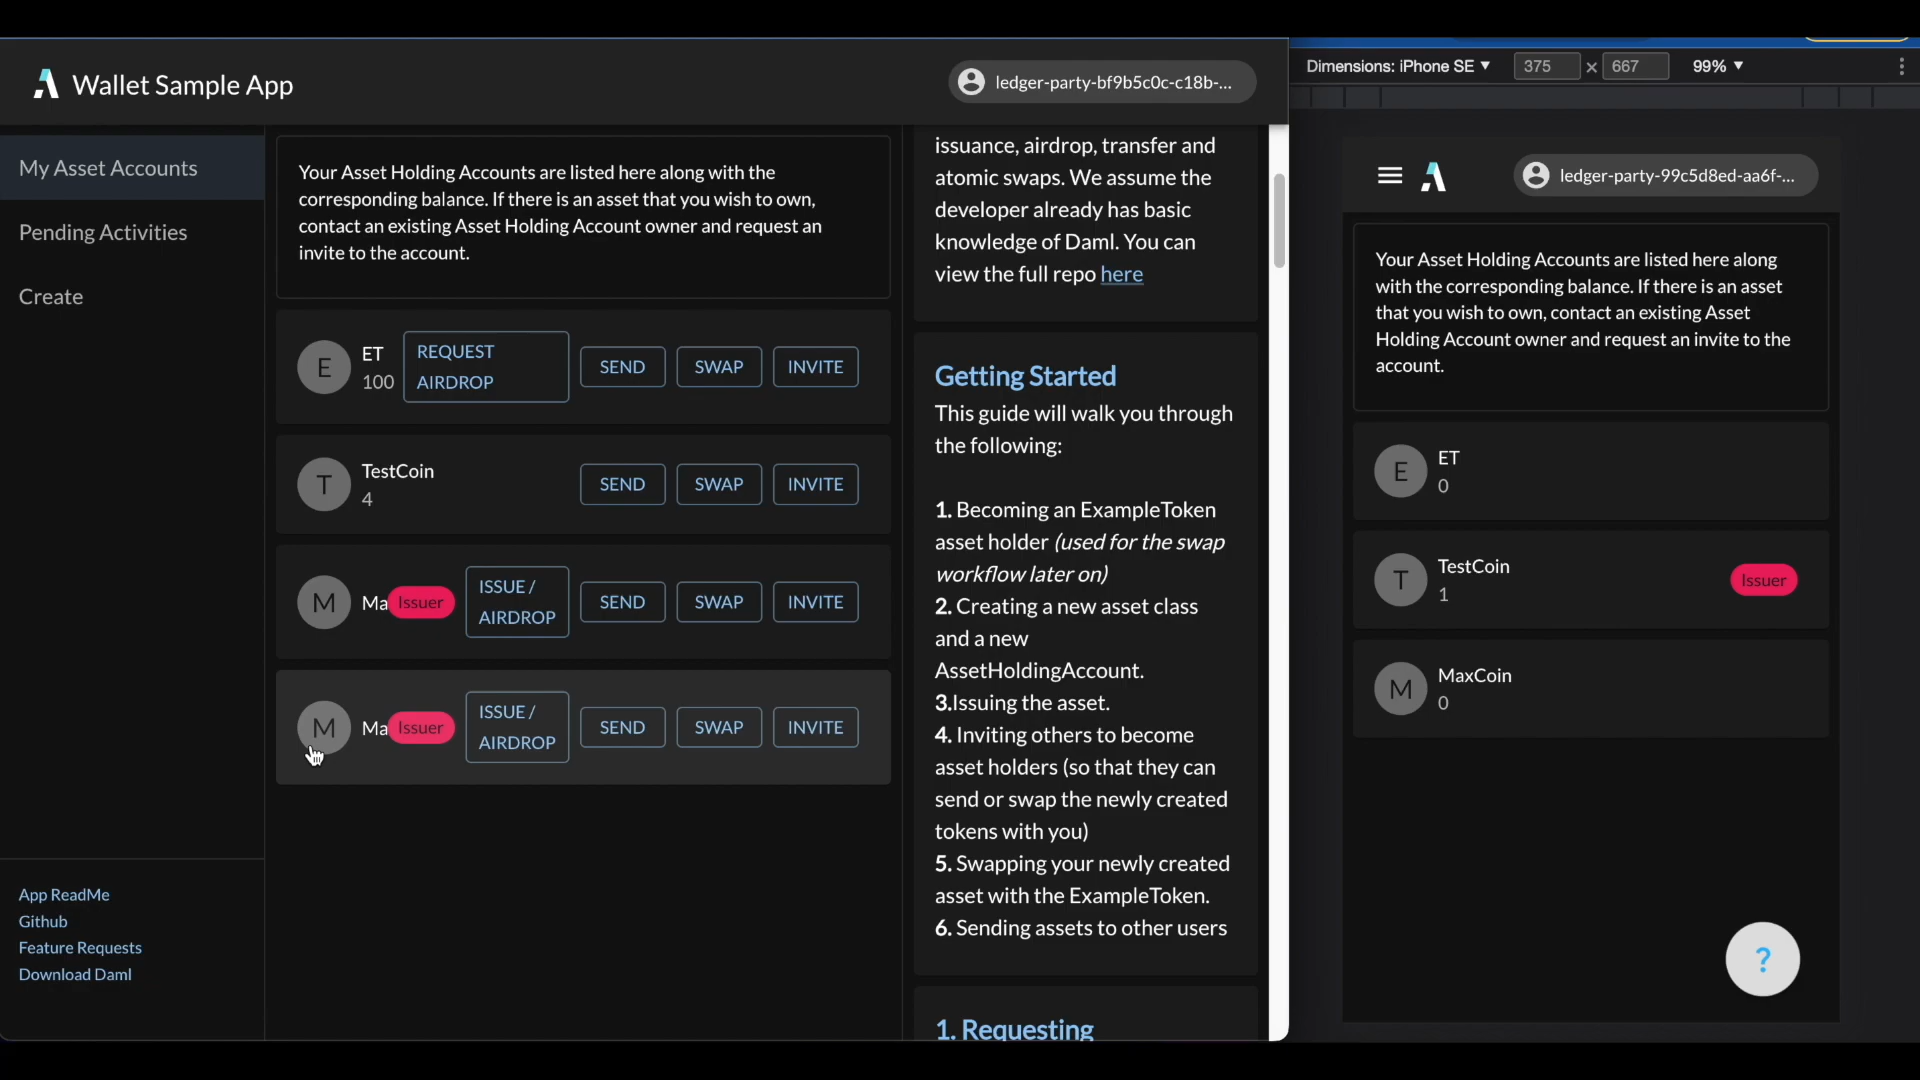 Wallet Sample App
ledger-party-bf9b5c0c-c18b-...
My Asset Accounts
Pending Activities
Create
App ReadMe
Github
Feature Requests
Download Daml
Your Asset Holding Accounts are listed here along with the
corresponding balance. If there is an asset that you wish to own,
contact an existing Asset Holding Account owner and request an
invite to the account.
E
ET
100
REQUEST
AIRDROP
SEND
SWAP
INVITE
T
TestCoin
4
SEND
SWAP
INVITE
M
Ma
Issuer
ISSUE /
AIRDROP
SEND
SWAP
INVITE
M
Ma
Issuer
ISSUE /
AIRDROP
SEND
SWAP
INVITE
issuance, airdrop, transfer and
atomic swaps. We assume the
developer already has basic
knowledge of Daml. You can
view the full repo here
Getting Started
This guide will walk you through
the following:
1. Becoming an ExampleToken
asset holder (used for the swap
workflow later on)
2. Creating a new asset class
and a new
AssetHoldingAccount.
3.Issuing the asset.
4. Inviting others to become
asset holders (so that they can
send or swap the newly created
tokens with you)
5. Swapping your newly created
asset with the ExampleToken.
6. Sending assets to other users
1. Requesting
Dimensions: iPhone SE ▼ 375 × 667 99% ▼
ledger-party-99c5d8ed-aa6f-...
Your Asset Holding Accounts are listed here along
with the corresponding balance. If there is an asset
that you wish to own, contact an existing Asset
Holding Account owner and request an invite to the
account.
E
ET
0
T
TestCoin
1
Issuer
M
MaxCoin
0
?